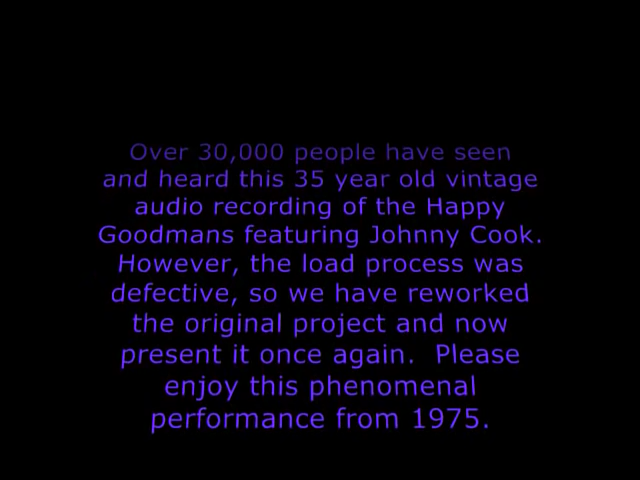 Over 30,000 people have seen
and heard this 35 year old vintage
audio recording of the Happy
Goodmans featuring Johnny Cook.
However, the load process was
defective, so we have reworked
the original project and now
present it once again.  Please
enjoy this phenomenal
performance from 1975.